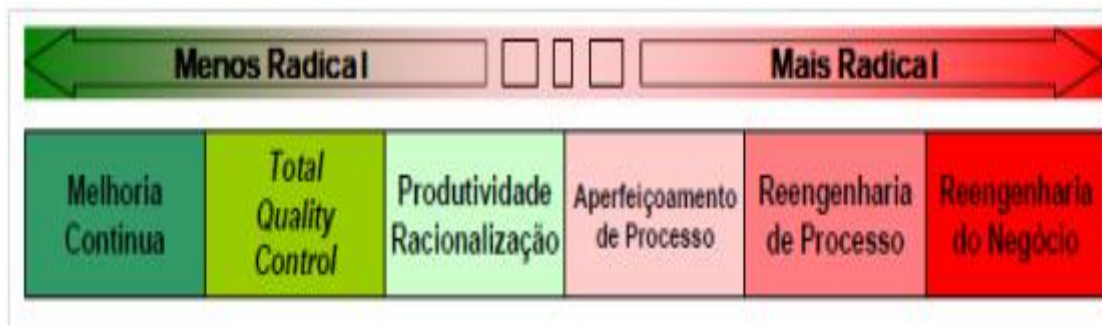 Menos Radical
Mais Radical
Melhoria
Continua
Total
Quality
Control
Produtividade
Racionalização
Aperfeiçoamento
de Processo
Reengenharia
de Processo
Reengenharia
do Negócio